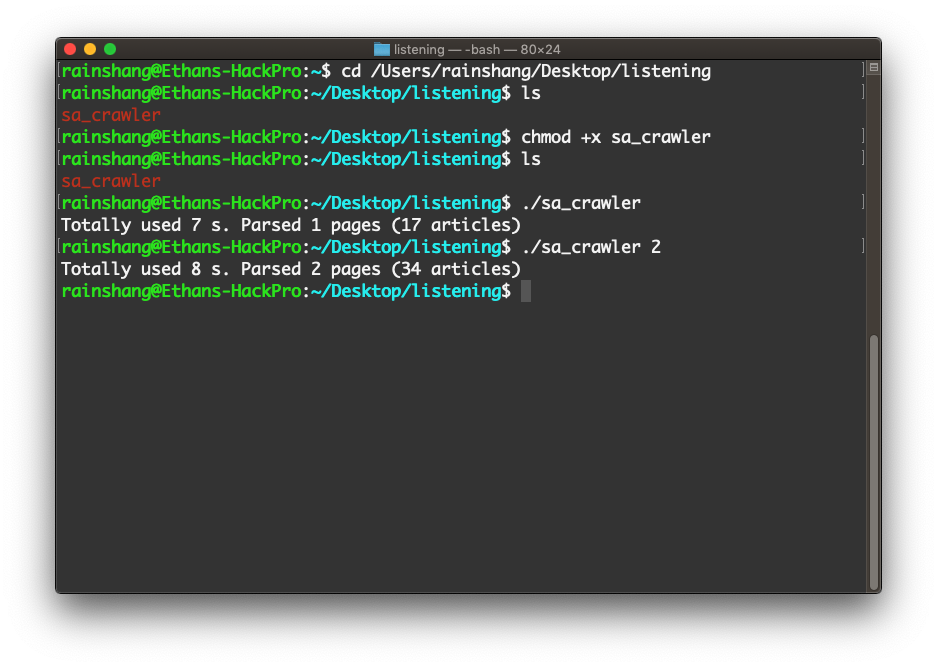 listening — -bash — 80×24
[rainshang@Ethans-HackPro:~$ cd /Users/rainshang/Desktop/listening ]
[rainshang@Ethans-HackPro:~/Desktop/listening$ ls ]
sa_crawler
[rainshang@Ethans-HackPro:~/Desktop/listening$ chmod +x sa_crawler ]
[rainshang@Ethans-HackPro:~/Desktop/listening$ ls ]
sa_crawler
[rainshang@Ethans-HackPro:~/Desktop/listening$ ./sa_crawler ]
Totally used 7 s. Parsed 1 pages (17 articles)
[rainshang@Ethans-HackPro:~/Desktop/listening$ ./sa_crawler 2 ]
Totally used 8 s. Parsed 2 pages (34 articles)
rainshang@Ethans-HackPro:~/Desktop/listening$